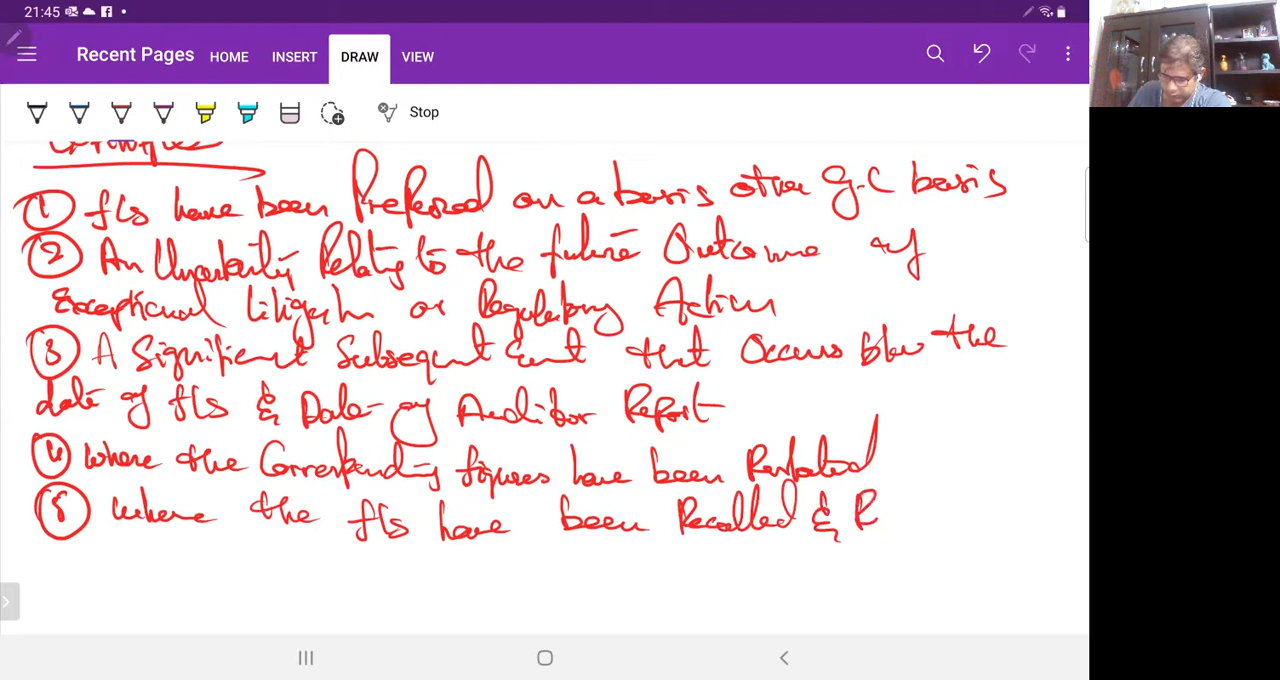 21:45
Recent Pages HOME INSERT DRAW VIEW
Stop
Examples
① f/s have been Prepared on a basis other G.C basis
② An Uncertainty Relating to the future Outcome of
Exceptional Litigation or Regulatory Action
③ A Significant Subsequent Event that Occurs b/w the
date of f/s & Date of Auditor Report
④ Where the Corresponding figures have been Restated
⑤ Where the f/s have been Recalled & R